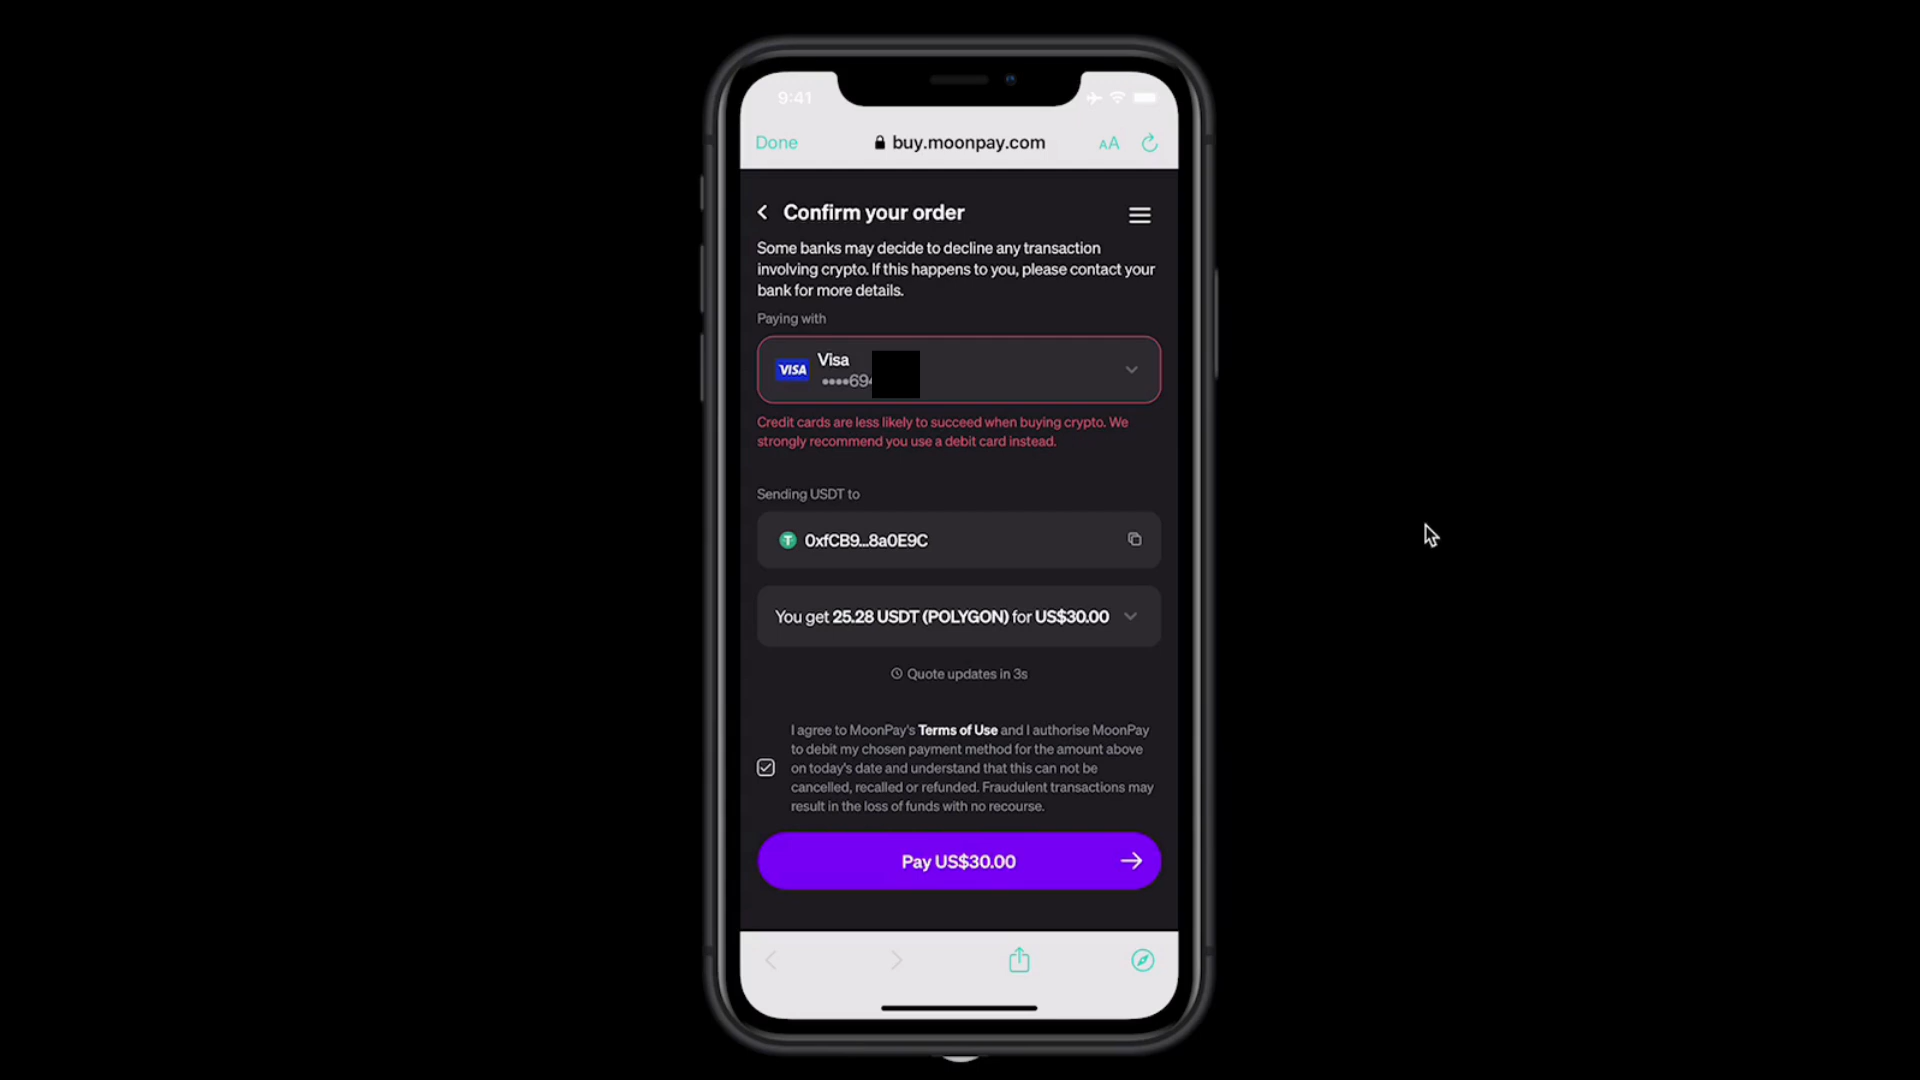 9:41
Done
buy.moonpay.com
AA
Confirm your order
Some banks may decide to decline any transaction
involving crypto. If this happens to you, please contact your
bank for more details.
Paying with
VISA
Visa
••••694
Credit cards are less likely to succeed when buying crypto. We
strongly recommend you use a debit card instead.
Sending USDT to
0xfCB9...8a0E9C
You get 25.28 USDT (POLYGON) for US$30.00
Quote updates in 3s
I agree to MoonPay's Terms of Use and I authorise MoonPay
to debit my chosen payment method for the amount above
on today's date and understand that this can not be
cancelled, recalled or refunded. Fraudulent transactions may
result in the loss of funds with no recourse.
Pay US$30.00